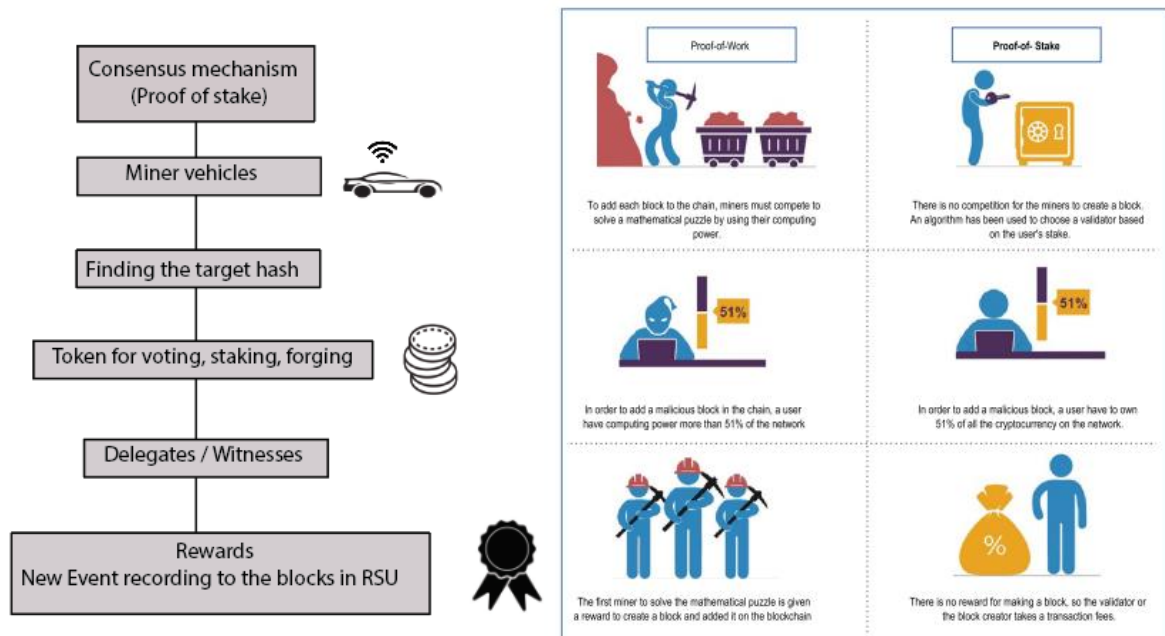 Consensus mechanism
(Proof of stake)
Miner vehicles
Finding the target hash
Token for voting, staking, forging
Delegates / Witnesses
Rewards
New Event recording to the blocks in RSU
Proof-of-Work
Proof-of- Stake
To add each block to the chain, miners must compete to
solve a mathematical puzzle by using their computing
power.
There is no competition for the miners to create a block.
An algorithm has been used to choose a validator based
on the user's stake.
51%
51%
In order to add a malicious block in the chain, a user
have computing power more than 51% of the network
In order to add a malicious block, a user have to own
51% of all the cryptocurrency on the network.
%
The first miner to solve the mathematical puzzle is given
a reward to create a block and added it on the blockchain
There is no reward for making a block, so the validator or
the block creator takes a transaction fees.